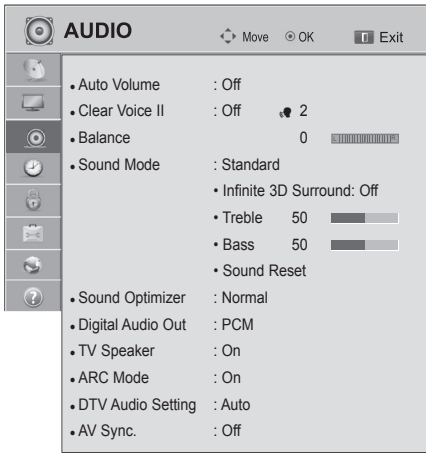 AUDIO Move OK Exit
• Auto Volume : Off
• Clear Voice II : Off 2
• Balance 0 L R
• Sound Mode : Standard
• Infinite 3D Surround: Off
• Treble 50
• Bass 50
• Sound Reset
• Sound Optimizer : Normal
• Digital Audio Out : PCM
• TV Speaker : On
• ARC Mode : On
• DTV Audio Setting : Auto
• AV Sync. : Off
?